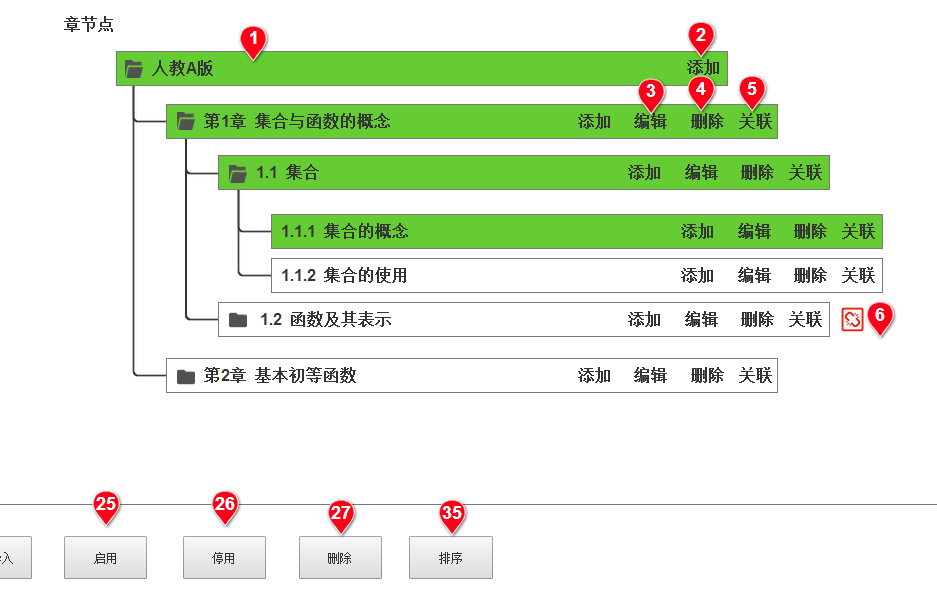 章节点
1
2
人教A版 添加
3
4
5
第1章 集合与函数的概念 添加 编辑 删除 关联
1.1 集合 添加 编辑 删除 关联
1.1.1 集合的概念 添加 编辑 删除 关联
1.1.2 集合的使用 添加 编辑 删除 关联
1.2 函数及其表示 添加 编辑 删除 关联
6
第2章 基本初等函数 添加 编辑 删除 关联
25
26
27
35
入 启用 停用 删除 排序